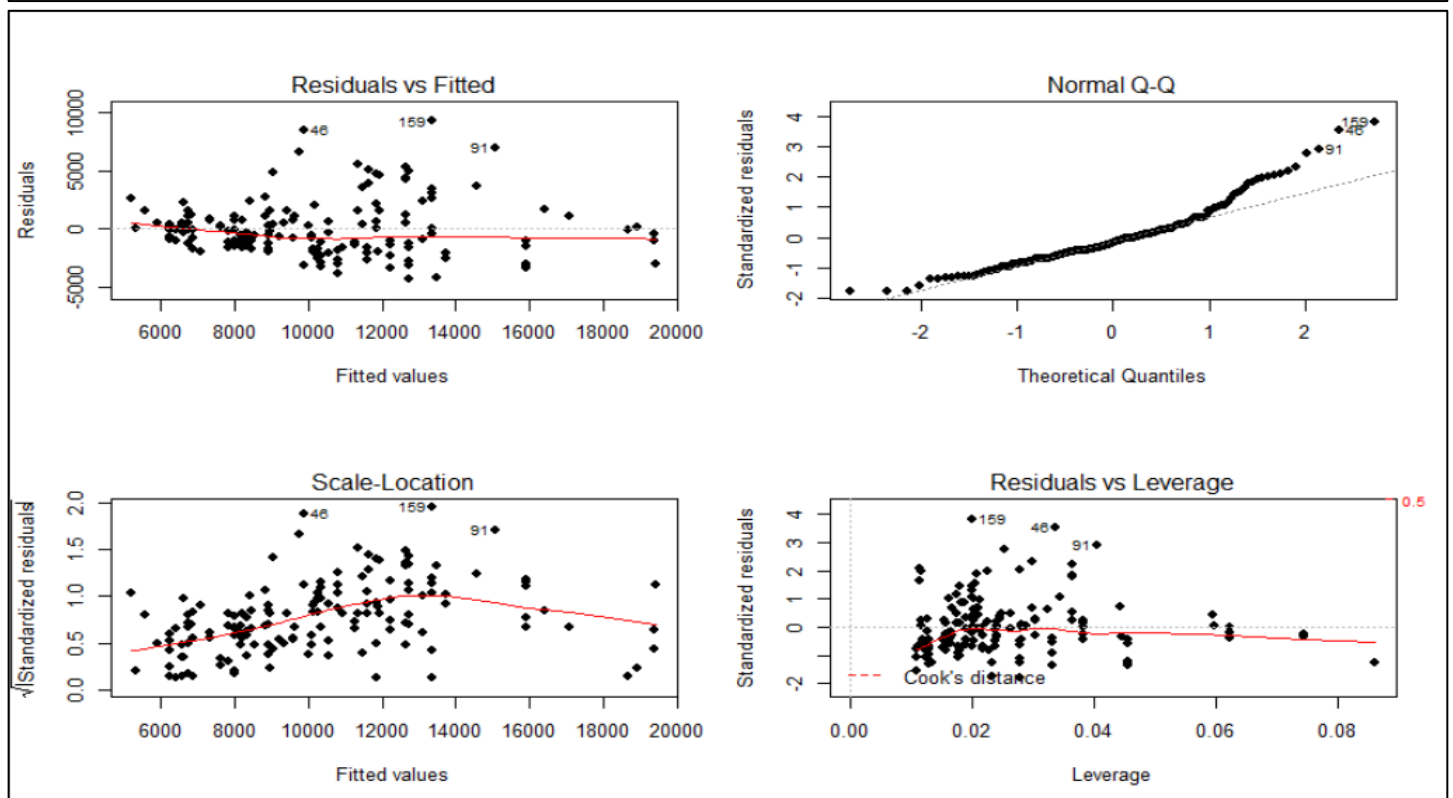 Residuals vs Fitted
Residuals
10000
5000
0
-5000
46
159
91
6000 8000 10000 12000 14000 16000 18000 20000
Fitted values
Normal Q-Q
Standardized residuals
4
3
2
1
0
-1
-2
159
46
91
-2 -1 0 1 2
Theoretical Quantiles
Scale-Location
√|Standardized residuals|
2.0
1.5
1.0
0.5
0.0
46
159
91
6000 8000 10000 12000 14000 16000 18000 20000
Fitted values
Residuals vs Leverage
Standardized residuals
4
3
2
1
0
-1
-2
159
46
91
0.5
Cook's distance
0.00 0.02 0.04 0.06 0.08
Leverage